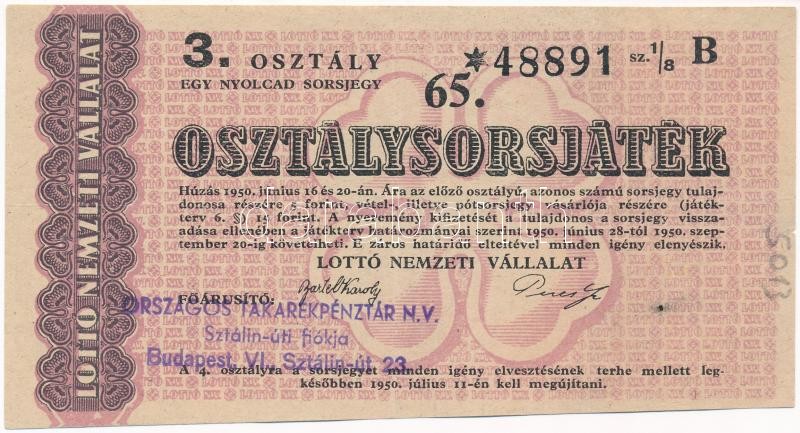 LOTTÓ NEMZETI VÁLLALAT
3. OSZTÁLY
EGY NYOLCAD SORSJEGY
65.
*48891 SZ. 1/8 B
OSZTÁLYSORSJÁTÉK
Húzás 1950. június 16 és 20-án. Ára az előző osztályú, azonos számú sorsjegy tulaj-
donosa részére 5 forint, vétel-, illetve pótsorsjegy vásárlója részére (játék-
terv 6. §) 15 forint. A nyeremény kifizetését a tulajdonos a sorsjegy vissza-
adása ellenében a játékterv határozmányai szerint 1950. június 28-tól 1950. szep-
tember 20-ig követelheti. E záros határidő elteltével minden igény elenyészik.
LOTTÓ NEMZETI VÁLLALAT
FŐÁRUSÍTÓ:
Bartel Károly
ORSZÁGOS TAKARÉKPÉNZTÁR N.V.
Sztálin-úti fiókja
Budapest, VI. Sztálin-út 23.
A 4. osztályra a sorsjegyet minden igény elvesztésének terhe mellett leg-
későbben 1950. július 11-én kell megújítani.